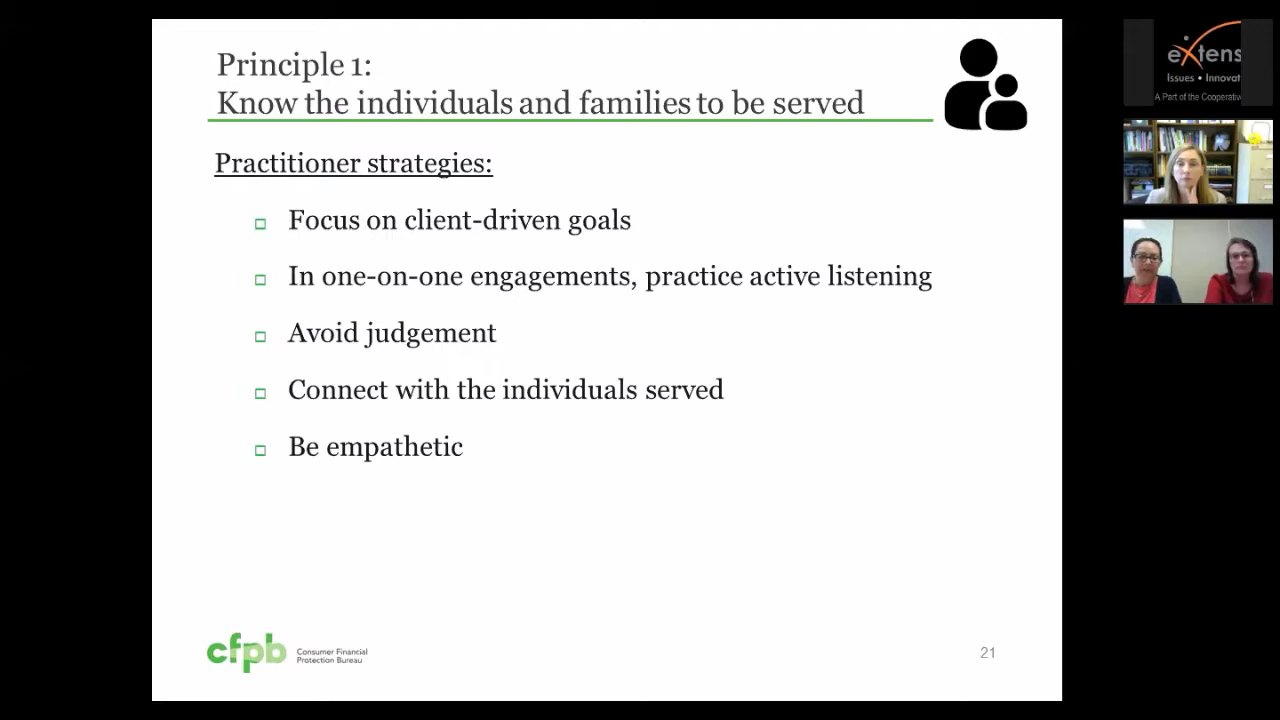 Principle 1:
Know the individuals and families to be served
Practitioner strategies:
Focus on client-driven goals
In one-on-one engagements, practice active listening
Avoid judgement
Connect with the individuals served
Be empathetic
cfpb
Consumer Financial
Protection Bureau
21
eXtens
Issues • Innovat
A Part of the Cooperativ